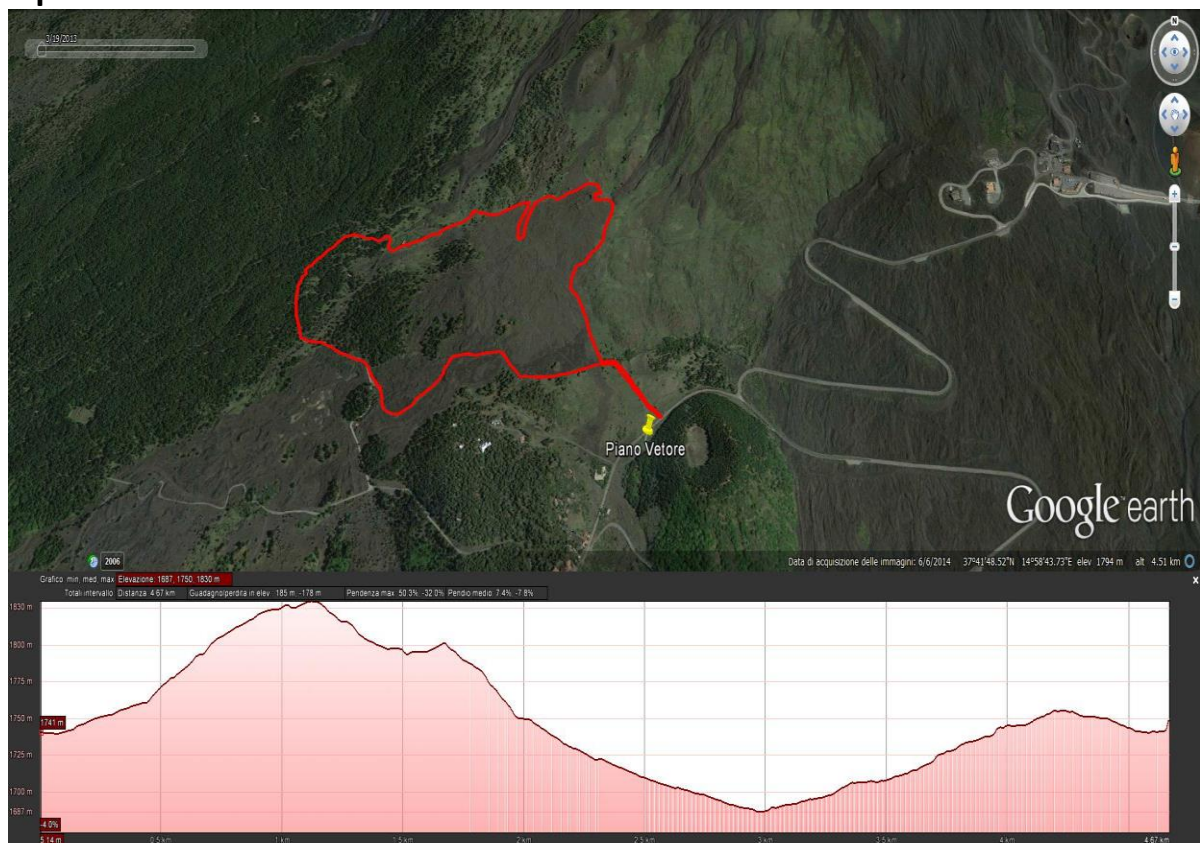 3/19/2013
N
Piano Vetore
Google earth
2006
Data di acquisizione delle immagini: 6/6/2014 37°41'48.52"N 14°58'43.73"E elev 1794 m alt 4.51 km
Grafico: min, med, max Elevazione: 1687, 1750, 1830 m
Totali intervallo: Distanza: 4.67 km Guadagno/perdita in elev.: 185 m, -178 m Pendenza max: 50.3%, -32.0% Pendio medio: 7.4%, -7.8%
x
1830 m
1800 m
1775 m
1750 m
1741 m
1725 m
1700 m
1687 m
-4.0%
5.14 m
0.5 km
1 km
1.5 km
2 km
2.5 km
3 km
3.5 km
4 km
4.67 km